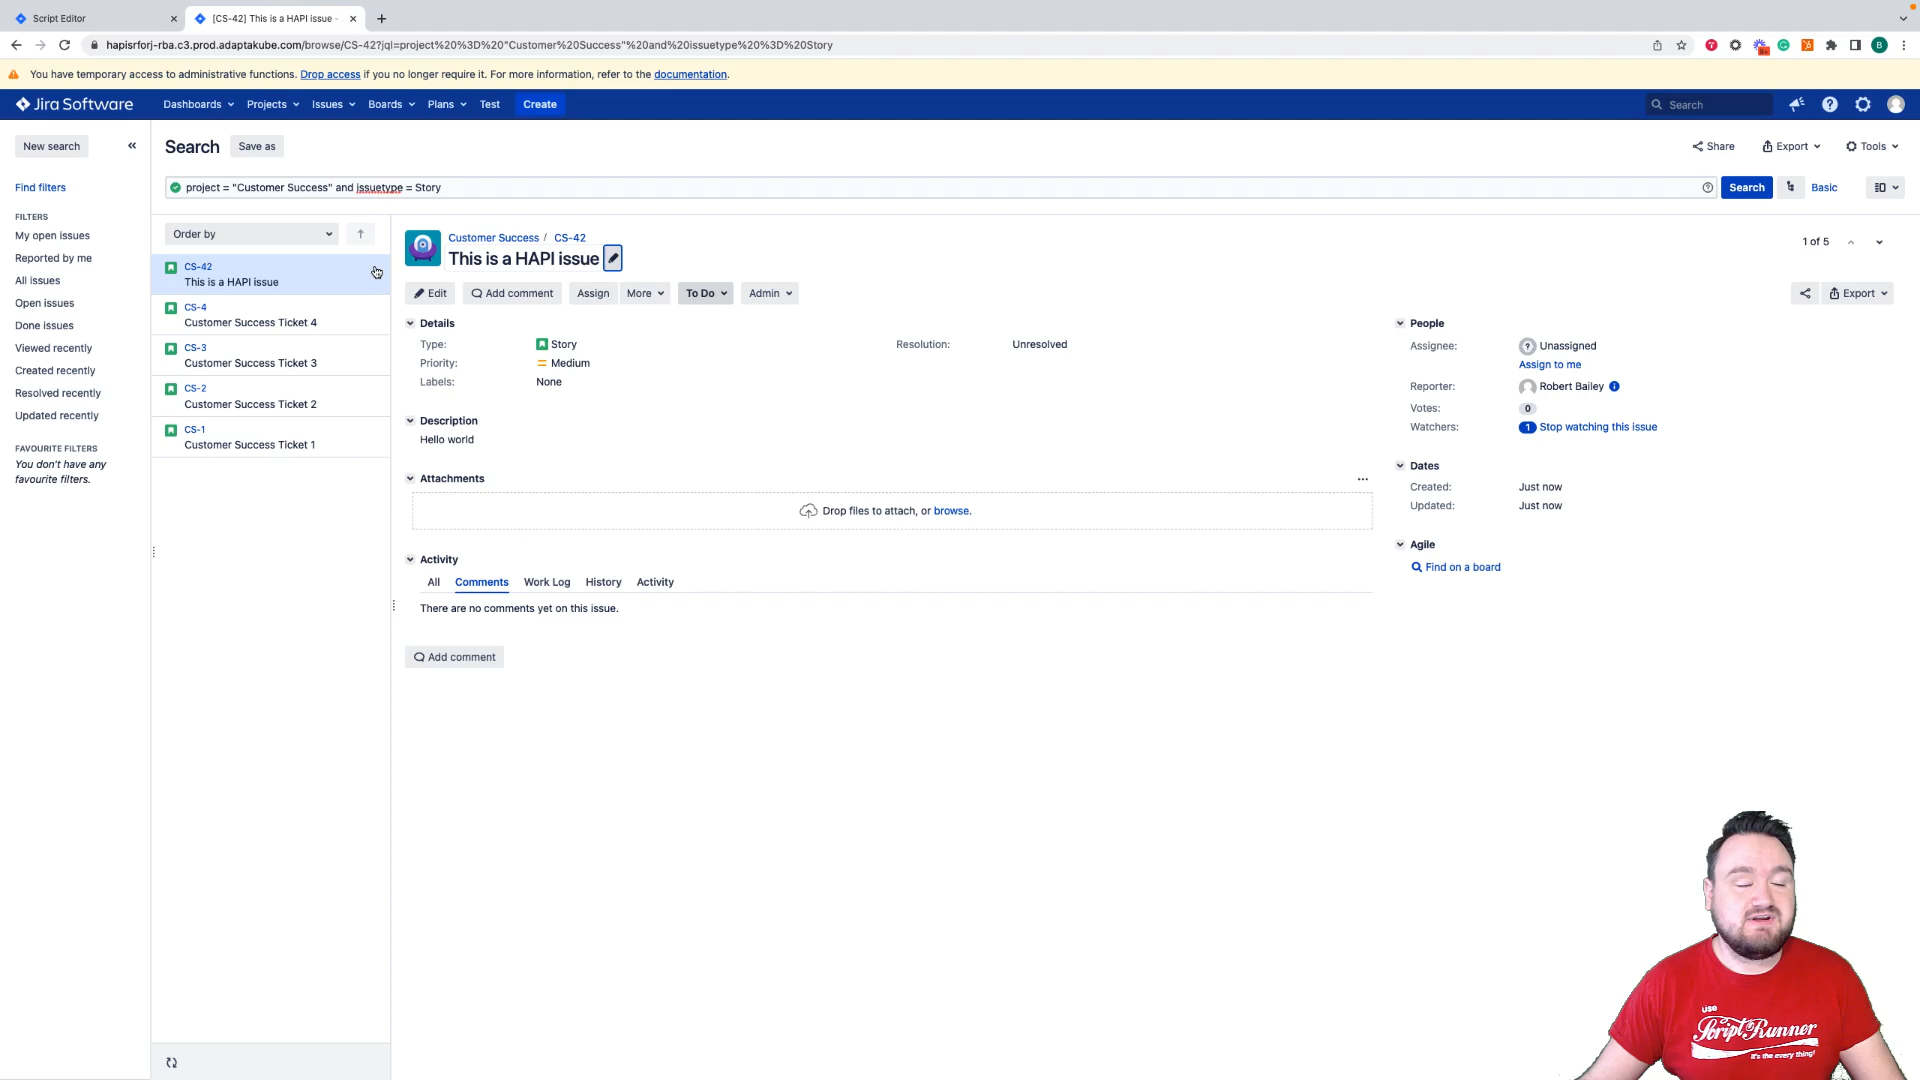 Script Editor
[CS-42] This is a HAPI issue -
hapisrforj-rba.c3.prod.adaptakube.com/browse/CS-42?jql=project%20%3D%20"Customer%20Success"%20and%20issuetype%20%3D%20Story
B
You have temporary access to administrative functions. Drop access if you no longer require it. For more information, refer to the documentation.
Jira Software
Dashboards
Projects
Issues
Boards
Plans
Test
Create
Search
New search
Search
Save as
Share
Export
Tools
Find filters
project = "Customer Success" and issuetype = Story
Search
Basic
FILTERS
My open issues
Reported by me
All issues
Open issues
Done issues
Viewed recently
Created recently
Resolved recently
Updated recently
FAVOURITE FILTERS
You don't have any
favourite filters.
Order by
CS-42
This is a HAPI issue
CS-4
Customer Success Ticket 4
CS-3
Customer Success Ticket 3
CS-2
Customer Success Ticket 2
CS-1
Customer Success Ticket 1
Customer Success / CS-42
This is a HAPI issue
1 of 5
Edit
Add comment
Assign
More
To Do
Admin
Export
Details
Type: Story
Resolution: Unresolved
Priority: Medium
Labels: None
Description
Hello world
Attachments
Drop files to attach, or browse.
Activity
All
Comments
Work Log
History
Activity
There are no comments yet on this issue.
Add comment
People
Assignee: Unassigned
Assign to me
Reporter: Robert Bailey
Votes: 0
Watchers: 1 Stop watching this issue
Dates
Created: Just now
Updated: Just now
Agile
Find on a board
use
ScriptRunner
it's the every thing!